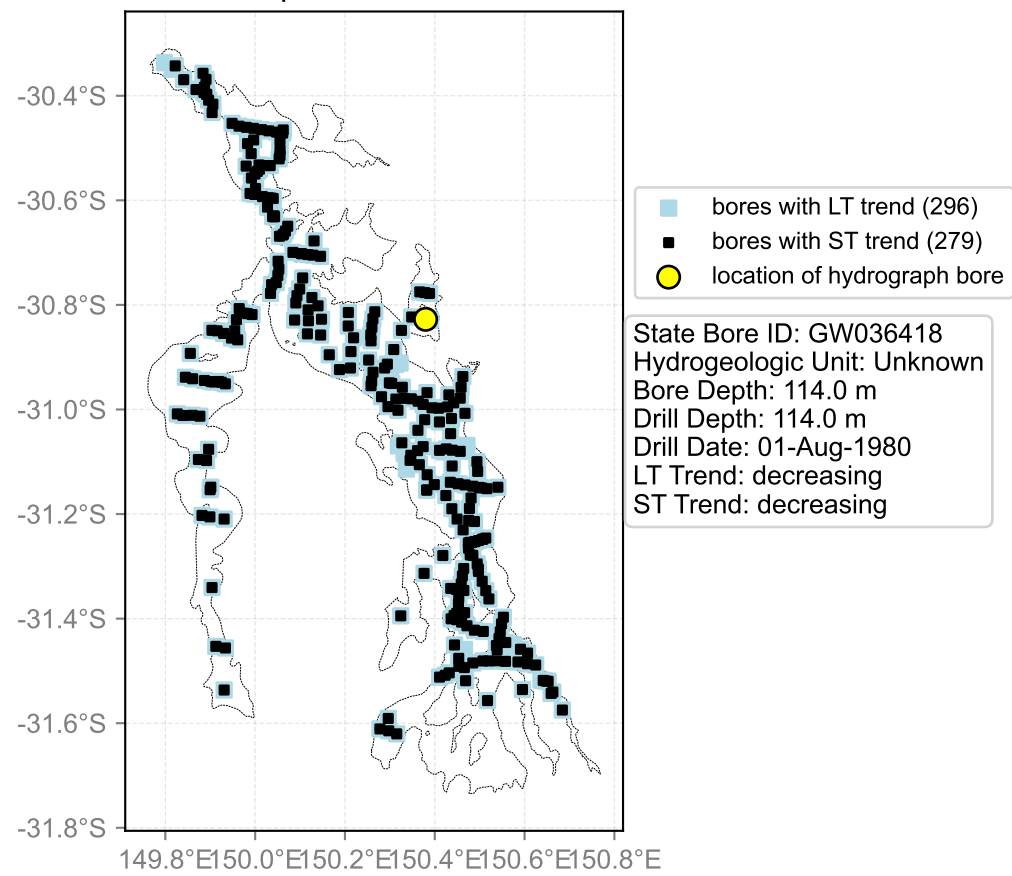 -30.4°S
-30.6°S
-30.8°S
-31.0°S
-31.2°S
-31.4°S
-31.6°S
-31.8°S
149.8°E150.0°E150.2°E150.4°E150.6°E150.8°E
bores with LT trend (296)
bores with ST trend (279)
location of hydrograph bore
State Bore ID: GW036418
Hydrogeologic Unit: Unknown
Bore Depth: 114.0 m
Drill Depth: 114.0 m
Drill Date: 01-Aug-1980
LT Trend: decreasing
ST Trend: decreasing